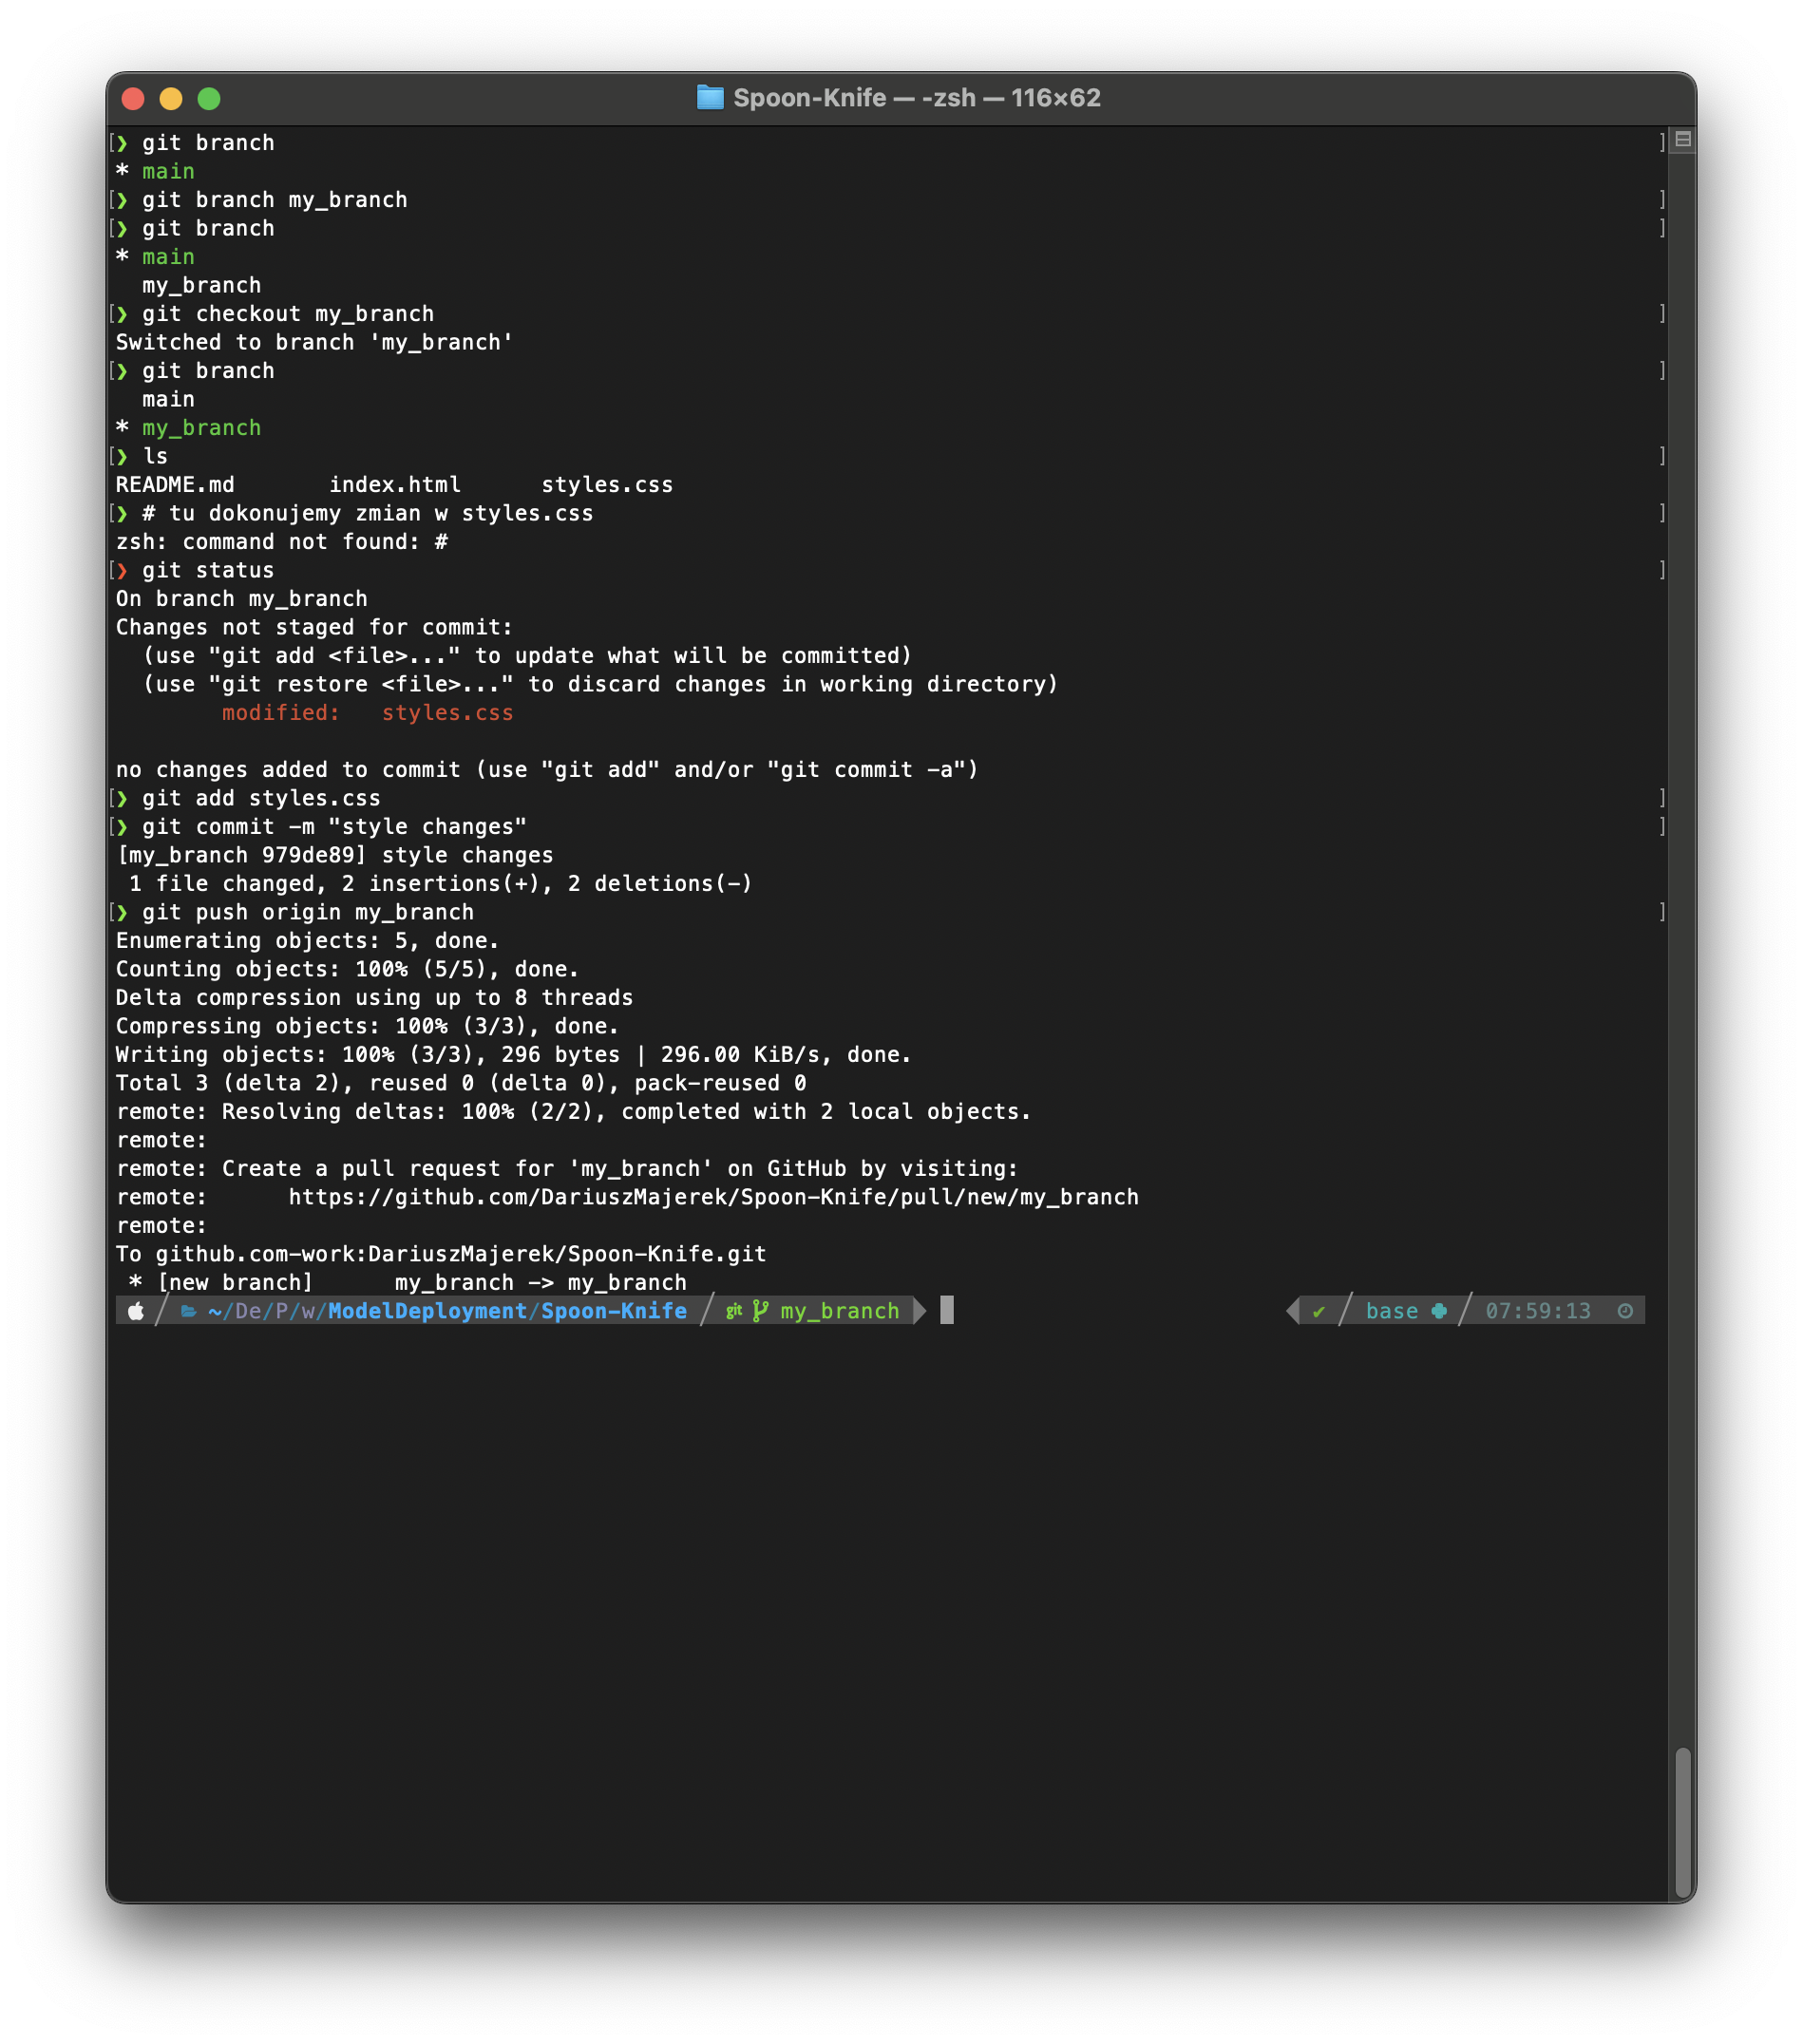 Spoon-Knife — -zsh — 116×62
[❯ git branch ]
* main
[❯ git branch my_branch ]
[❯ git branch ]
* main
  my_branch
[❯ git checkout my_branch ]
Switched to branch 'my_branch'
[❯ git branch ]
  main
* my_branch
[❯ ls ]
README.md       index.html      styles.css
[❯ # tu dokonujemy zmian w styles.css ]
zsh: command not found: #
[❯ git status ]
On branch my_branch
Changes not staged for commit:
  (use "git add <file>..." to update what will be committed)
  (use "git restore <file>..." to discard changes in working directory)
        modified:   styles.css
no changes added to commit (use "git add" and/or "git commit -a")
[❯ git add styles.css ]
[❯ git commit -m "style changes" ]
[my_branch 979de89] style changes
 1 file changed, 2 insertions(+), 2 deletions(-)
[❯ git push origin my_branch ]
Enumerating objects: 5, done.
Counting objects: 100% (5/5), done.
Delta compression using up to 8 threads
Compressing objects: 100% (3/3), done.
Writing objects: 100% (3/3), 296 bytes | 296.00 KiB/s, done.
Total 3 (delta 2), reused 0 (delta 0), pack-reused 0
remote: Resolving deltas: 100% (2/2), completed with 2 local objects.
remote:
remote: Create a pull request for 'my_branch' on GitHub by visiting:
remote:      https://github.com/DariuszMajerek/Spoon-Knife/pull/new/my_branch
remote:
To github.com-work:DariuszMajerek/Spoon-Knife.git
 * [new branch]      my_branch -> my_branch
~/De/P/w/ModelDeployment/Spoon-Knife / git my_branch ✔ / base / 07:59:13